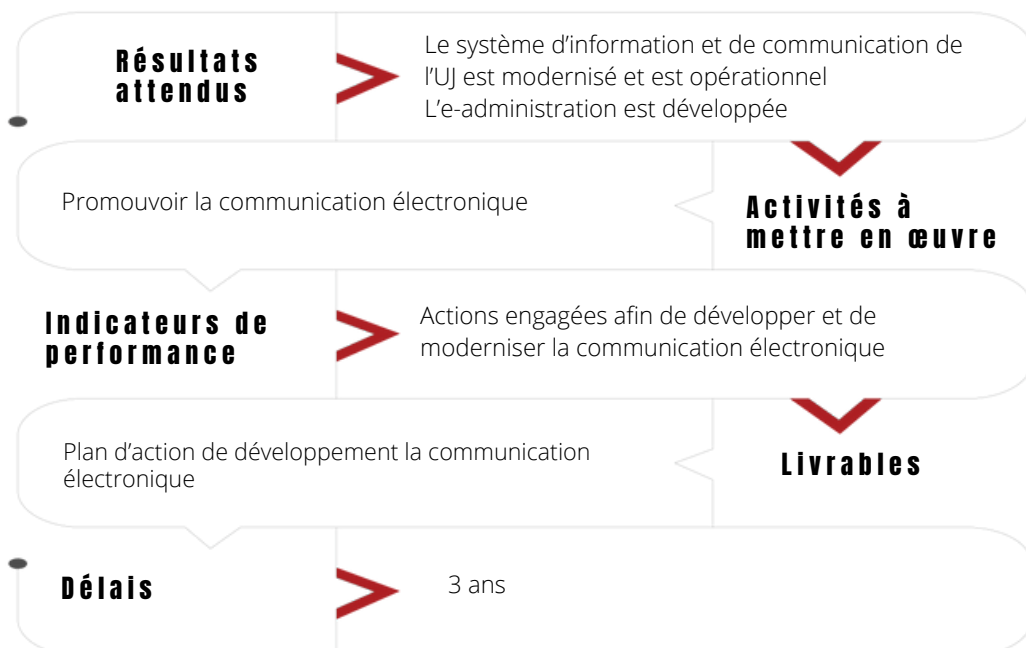 Résultats
attendus
Le système d’information et de communication de
l’UJ est modernisé et est opérationnel
L’e-administration est développée
Promouvoir la communication électronique
Activités à
mettre en œuvre
Indicateurs de
performance
Actions engagées afin de développer et de
moderniser la communication électronique
Plan d’action de développement la communication
électronique
Livrables
Délais
3 ans